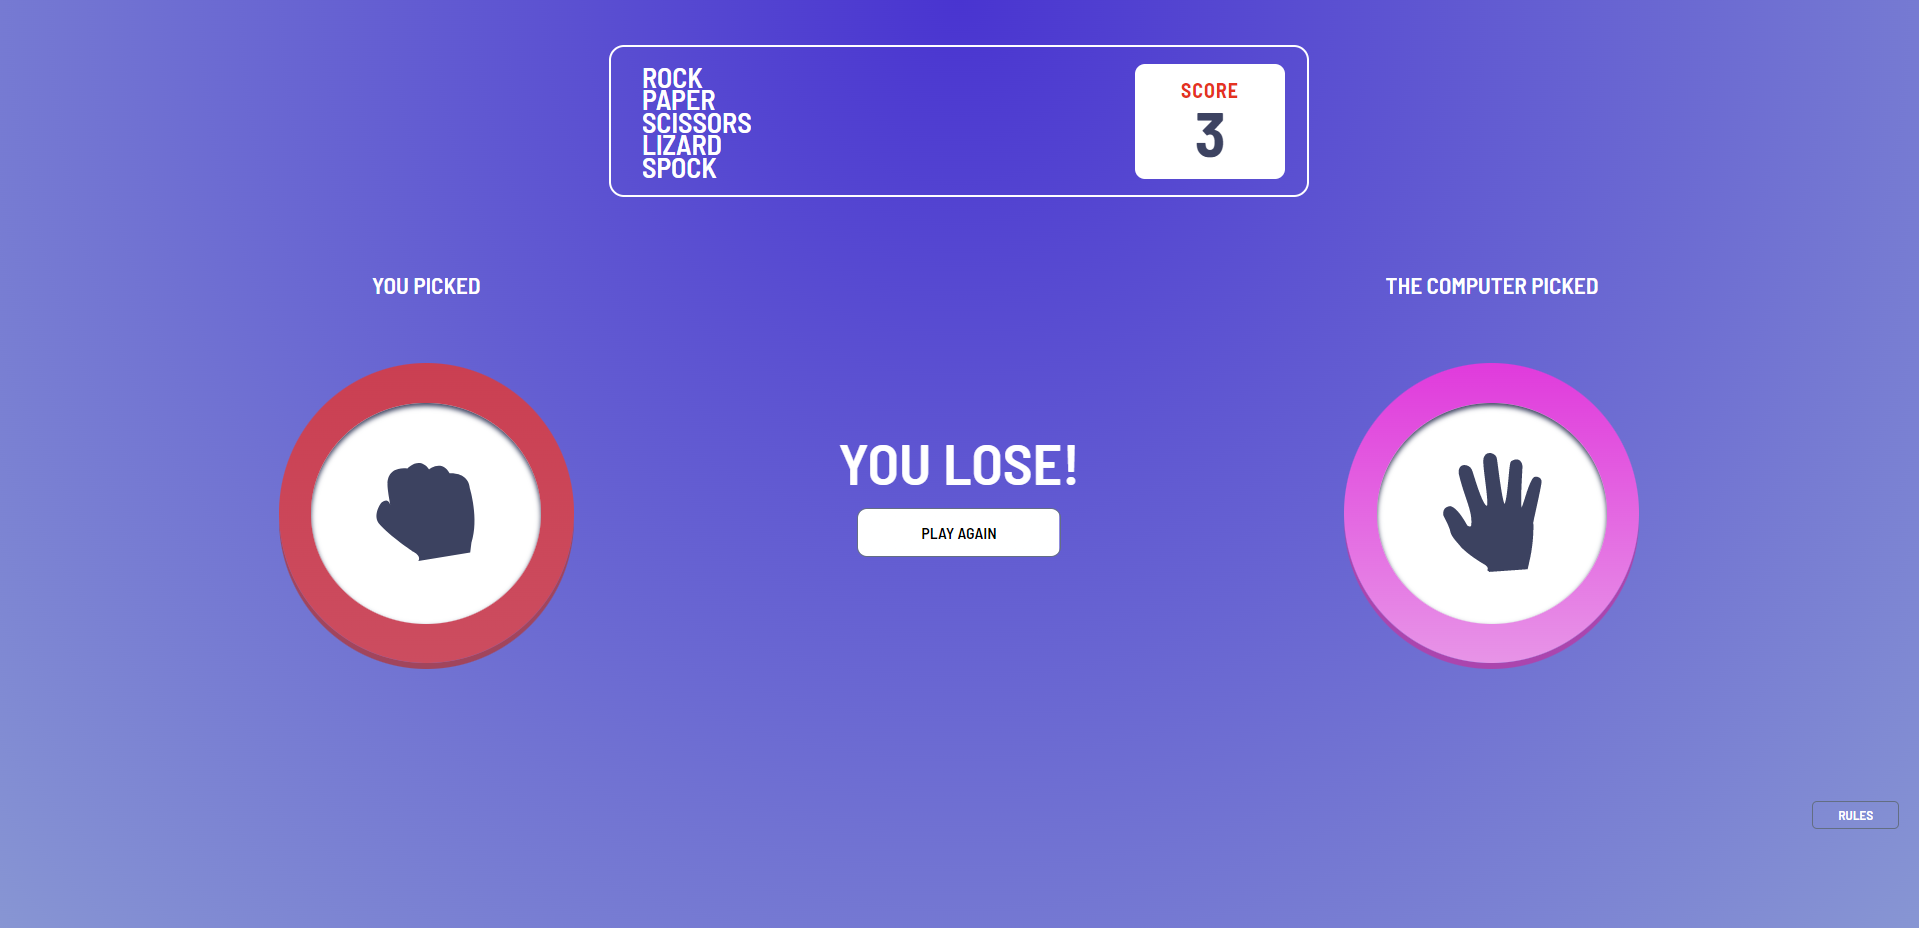 ROCK
PAPER
SCISSORS
LIZARD
SPOCK
SCORE
3
YOU PICKED
THE COMPUTER PICKED
YOU LOSE!
PLAY AGAIN
RULES